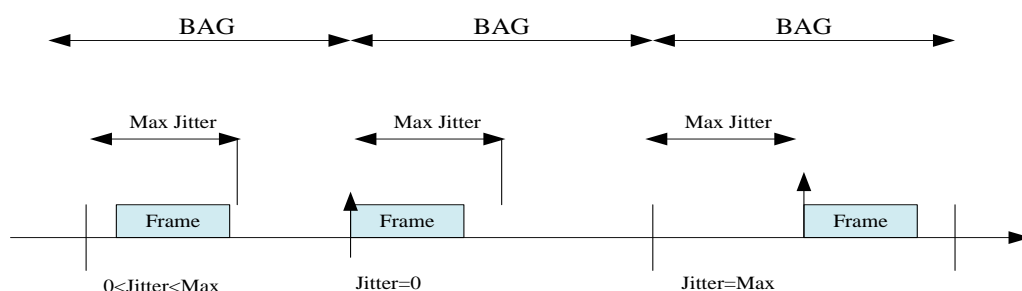 BAG BAG BAG
Max Jitter Max Jitter Max Jitter
Frame Frame Frame
0<Jitter<Max Jitter=0 Jitter=Max